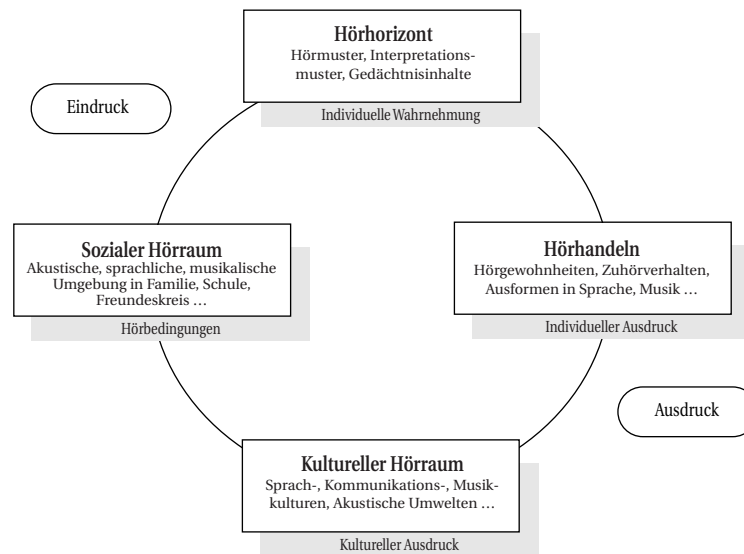 Hörhorizont
Hörmuster, Interpretations-
muster, Gedächtnisinhalte
Individuelle Wahrnehmung
Eindruck
Sozialer Hörraum
Akustische, sprachliche, musikalische
Umgebung in Familie, Schule,
Freundeskreis …
Hörbedingungen
Hörhandeln
Hörgewohnheiten, Zuhörverhalten,
Ausformen in Sprache, Musik …
Individueller Ausdruck
Ausdruck
Kultureller Hörraum
Sprach-, Kommunikations-, Musik-
kulturen, Akustische Umwelten …
Kultureller Ausdruck